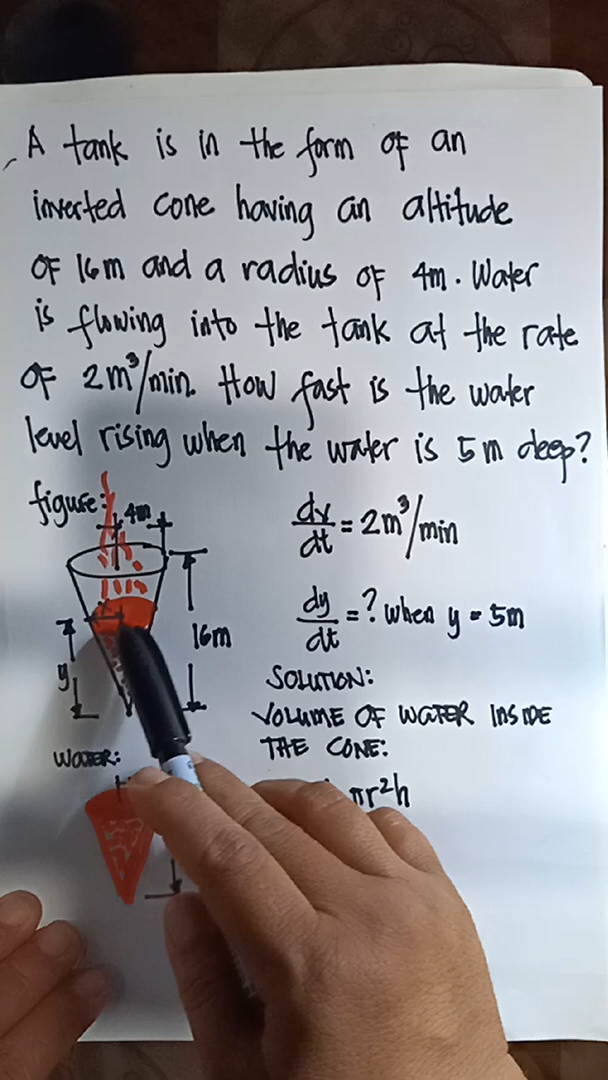 A tank is in the form of an
inverted cone having an altitude
OF 16m and a radius of 4m. Water
is flowing into the tank at the rate
OF 2m³/min. How fast is the water
level rising when the water is 5m deep?
figure:
4m
16m
y
dv/dt = 2m³/min
dy/dt = ? when y = 5m
SOLUTION:
VOLUME OF WATER INSIDE
THE CONE:
πr²h
WATER: